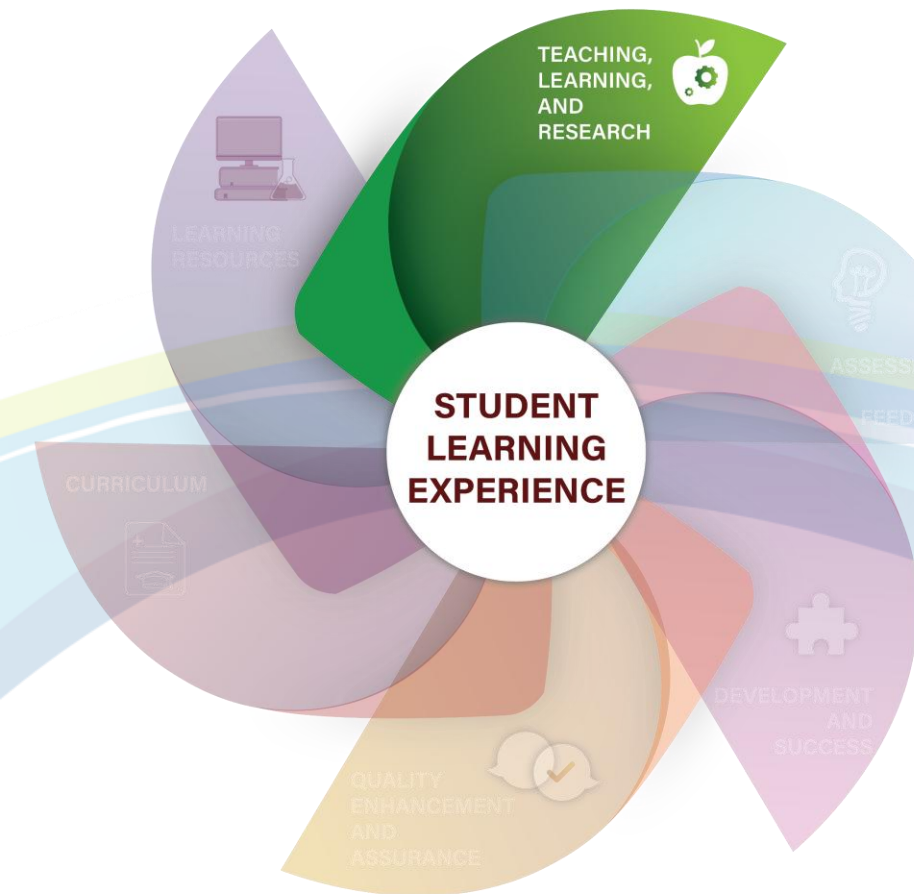 TEACHING,
LEARNING,
AND
RESEARCH
LEARNING
RESOURCES
STUDENT
LEARNING
EXPERIENCE
CURRICULUM
DEVELOPMENT
AND
SUCCESS
QUALITY
ENHANCEMENT
AND
ASSURANCE